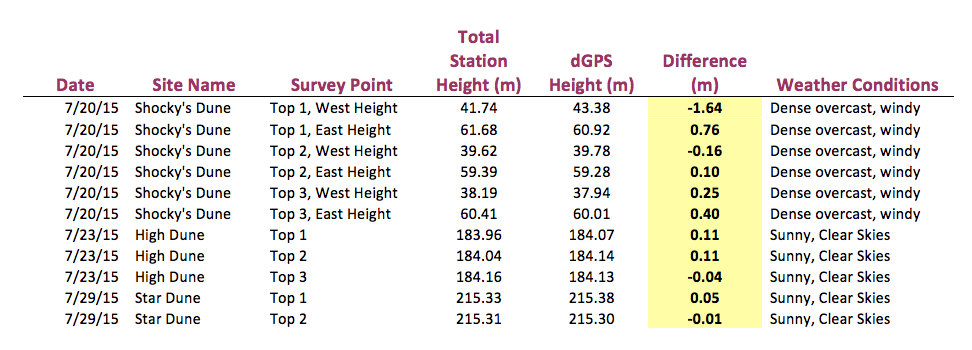 Date Site Name Survey Point Total Station Height (m) dGPS Height (m) Difference (m) Weather Conditions
7/20/15 Shocky's Dune Top 1, West Height 41.74 43.38 -1.64 Dense overcast, windy
7/20/15 Shocky's Dune Top 1, East Height 61.68 60.92 0.76 Dense overcast, windy
7/20/15 Shocky's Dune Top 2, West Height 39.62 39.78 -0.16 Dense overcast, windy
7/20/15 Shocky's Dune Top 2, East Height 59.39 59.28 0.10 Dense overcast, windy
7/20/15 Shocky's Dune Top 3, West Height 38.19 37.94 0.25 Dense overcast, windy
7/20/15 Shocky's Dune Top 3, East Height 60.41 60.01 0.40 Dense overcast, windy
7/23/15 High Dune Top 1 183.96 184.07 0.11 Sunny, Clear Skies
7/23/15 High Dune Top 2 184.04 184.14 0.11 Sunny, Clear Skies
7/23/15 High Dune Top 3 184.16 184.13 -0.04 Sunny, Clear Skies
7/29/15 Star Dune Top 1 215.33 215.38 0.05 Sunny, Clear Skies
7/29/15 Star Dune Top 2 215.31 215.30 -0.01 Sunny, Clear Skies